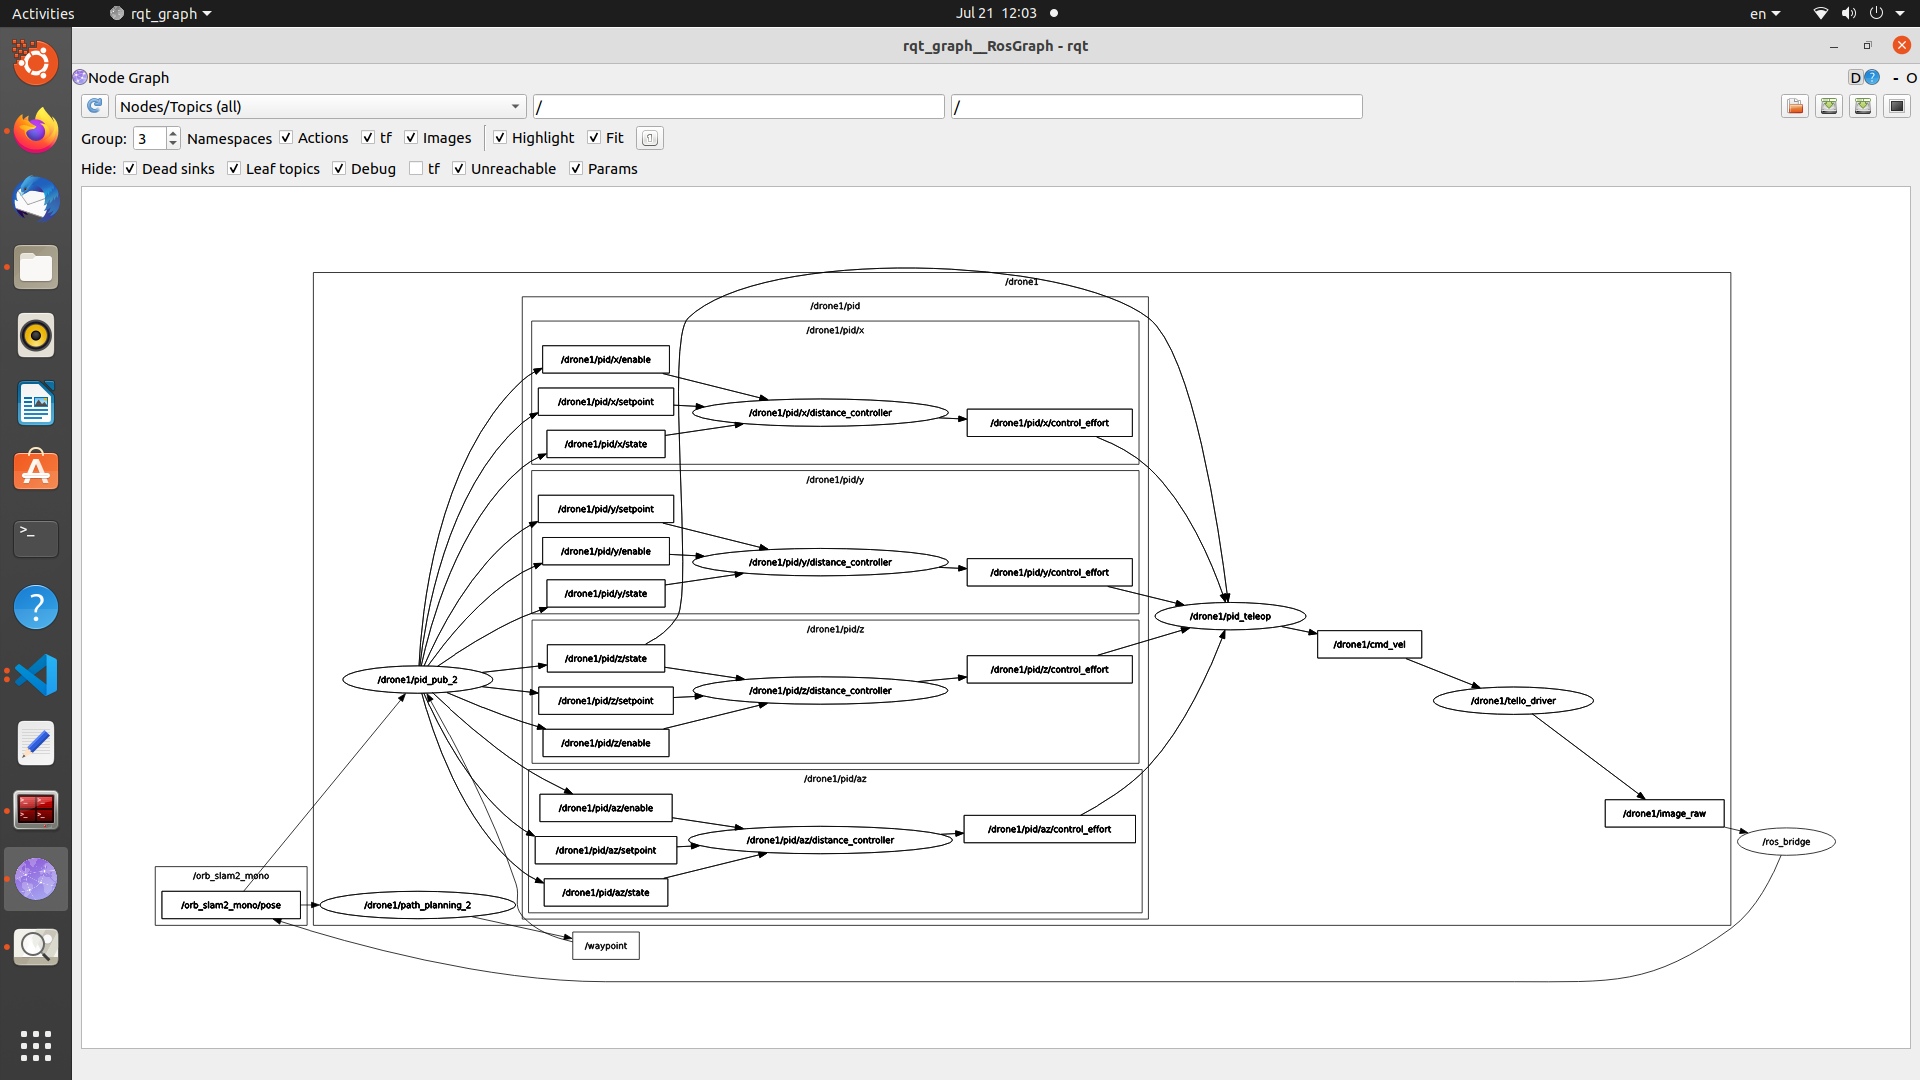 Activities
rqt_graph
Jul 21 12:03
en
rqt_graph__RosGraph - rqt
Node Graph
D
?
- O
Nodes/Topics (all)
/
/
Group: 3 Namespaces Actions tf Images Highlight Fit
Hide: Dead sinks Leaf topics Debug tf Unreachable Params
/drone1
/drone1/pid
/drone1/pid/x
/drone1/pid/x/enable
/drone1/pid/x/setpoint
/drone1/pid/x/state
/drone1/pid/x/distance_controller
/drone1/pid/x/control_effort
/drone1/pid/y
/drone1/pid/y/setpoint
/drone1/pid/y/enable
/drone1/pid/y/state
/drone1/pid/y/distance_controller
/drone1/pid/y/control_effort
/drone1/pid/z
/drone1/pid/z/state
/drone1/pid/z/setpoint
/drone1/pid/z/enable
/drone1/pid/z/distance_controller
/drone1/pid/z/control_effort
/drone1/pid/az
/drone1/pid/az/enable
/drone1/pid/az/setpoint
/drone1/pid/az/state
/drone1/pid/az/distance_controller
/drone1/pid/az/control_effort
/drone1/pid_pub_2
/drone1/pid_teleop
/drone1/cmd_vel
/drone1/tello_driver
/drone1/image_raw
/ros_bridge
/orb_slam2_mono
/orb_slam2_mono/pose
/drone1/path_planning_2
/waypoint